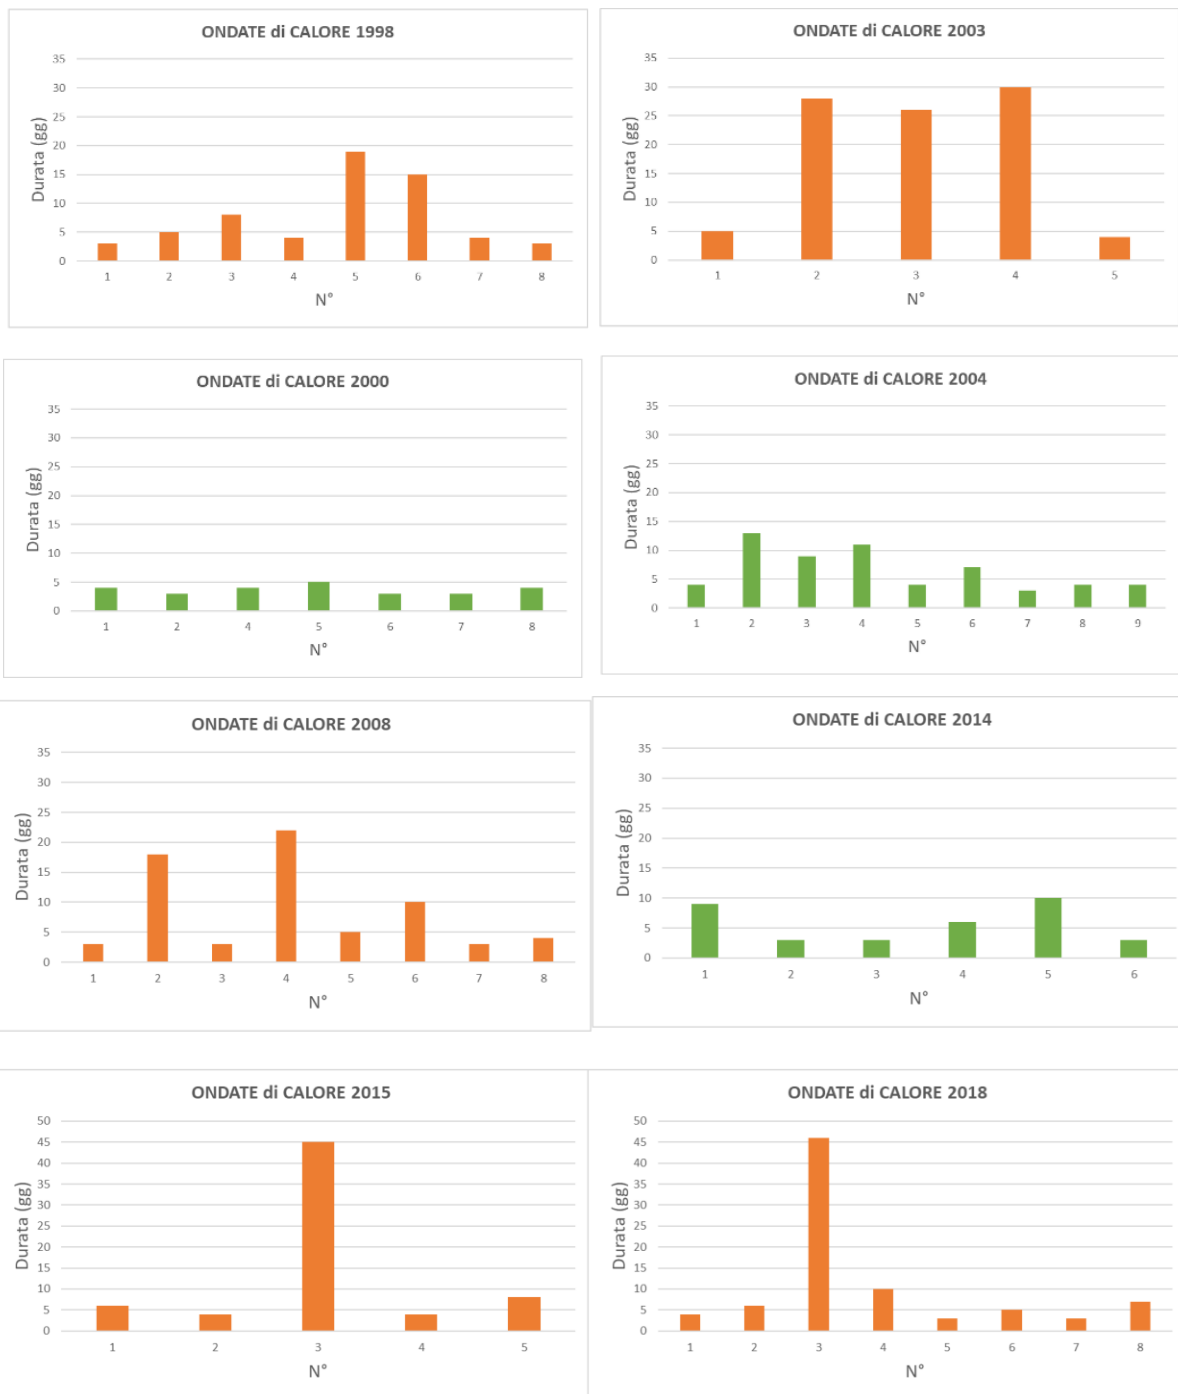 ONDATE di CALORE 1998
35
30
25
20
15
10
5
0
Durata (gg)
1 2 3 4 5 6 7 8
N°
ONDATE di CALORE 2003
35
30
25
20
15
10
5
0
Durata (gg)
1 2 3 4 5
N°
ONDATE di CALORE 2000
35
30
25
20
15
10
5
0
Durata (gg)
1 2 4 5 6 7 8
N°
ONDATE di CALORE 2004
35
30
25
20
15
10
5
0
Durata (gg)
1 2 3 4 5 6 7 8 9
N°
ONDATE di CALORE 2008
35
30
25
20
15
10
5
0
Durata (gg)
1 2 3 4 5 6 7 8
N°
ONDATE di CALORE 2014
35
30
25
20
15
10
5
0
Durata (gg)
1 2 3 4 5 6
N°
ONDATE di CALORE 2015
50
45
40
35
30
25
20
15
10
5
0
Durata (gg)
1 2 3 4 5
N°
ONDATE di CALORE 2018
50
45
40
35
30
25
20
15
10
5
0
Durata (gg)
1 2 3 4 5 6 7 8
N°